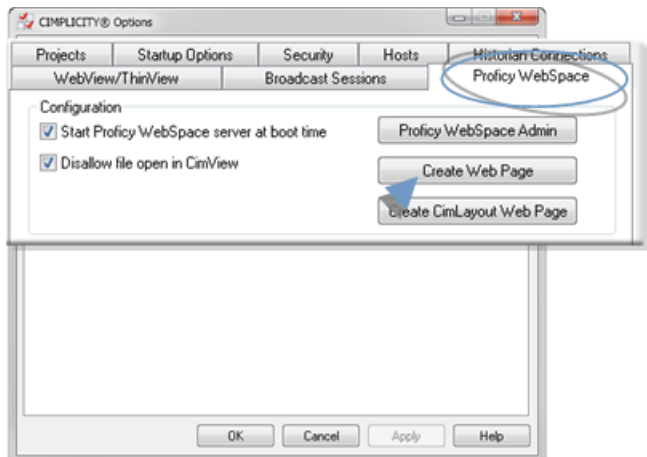 CIMPLICITY® Options
Projects Startup Options Security Hosts Historian Connections
WebView/ThinView Broadcast Sessions Proficy WebSpace
Configuration
Start Proficy WebSpace server at boot time Proficy WebSpace Admin
Disallow file open in CimView Create Web Page
Create CimLayout Web Page
OK Cancel Apply Help